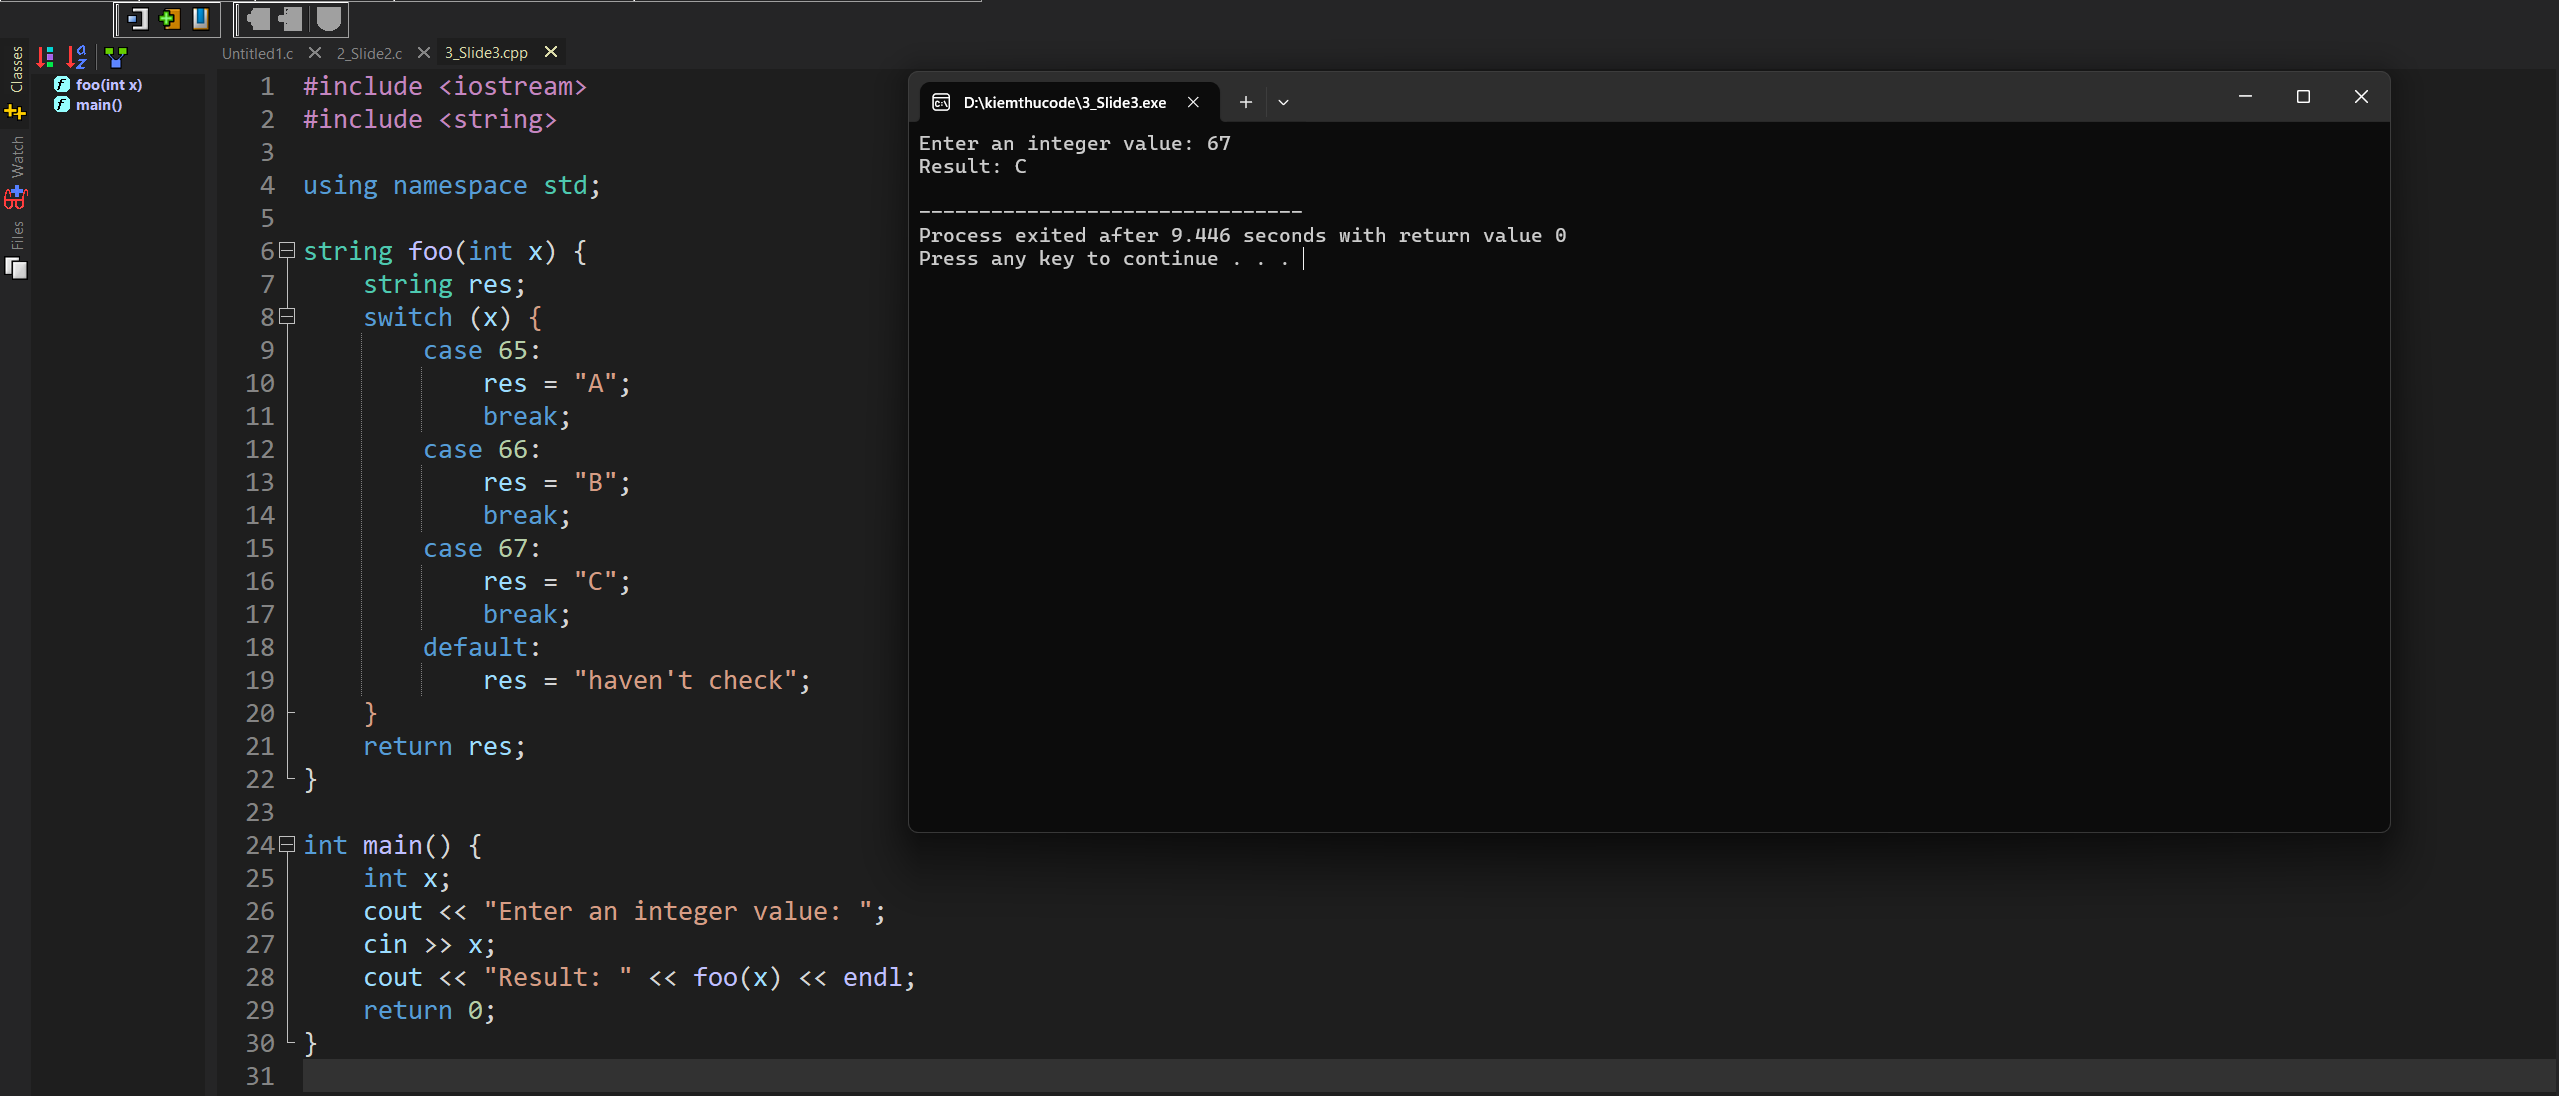 Classes
Watch
Files
foo(int x)
main()
Untitled1.c
2_Slide2.c
3_Slide3.cpp
1 #include <iostream>
2 #include <string>
3
4 using namespace std;
5
6 string foo(int x) {
7     string res;
8     switch (x) {
9         case 65:
10             res = "A";
11             break;
12         case 66:
13             res = "B";
14             break;
15         case 67:
16             res = "C";
17             break;
18         default:
19             res = "haven't check";
20     }
21     return res;
22 }
23
24 int main() {
25     int x;
26     cout << "Enter an integer value: ";
27     cin >> x;
28     cout << "Result: " << foo(x) << endl;
29     return 0;
30 }
31
D:\kiemthucode\3_Slide3.exe
Enter an integer value: 67
Result: C
--------------------------------
Process exited after 9.446 seconds with return value 0
Press any key to continue . . .